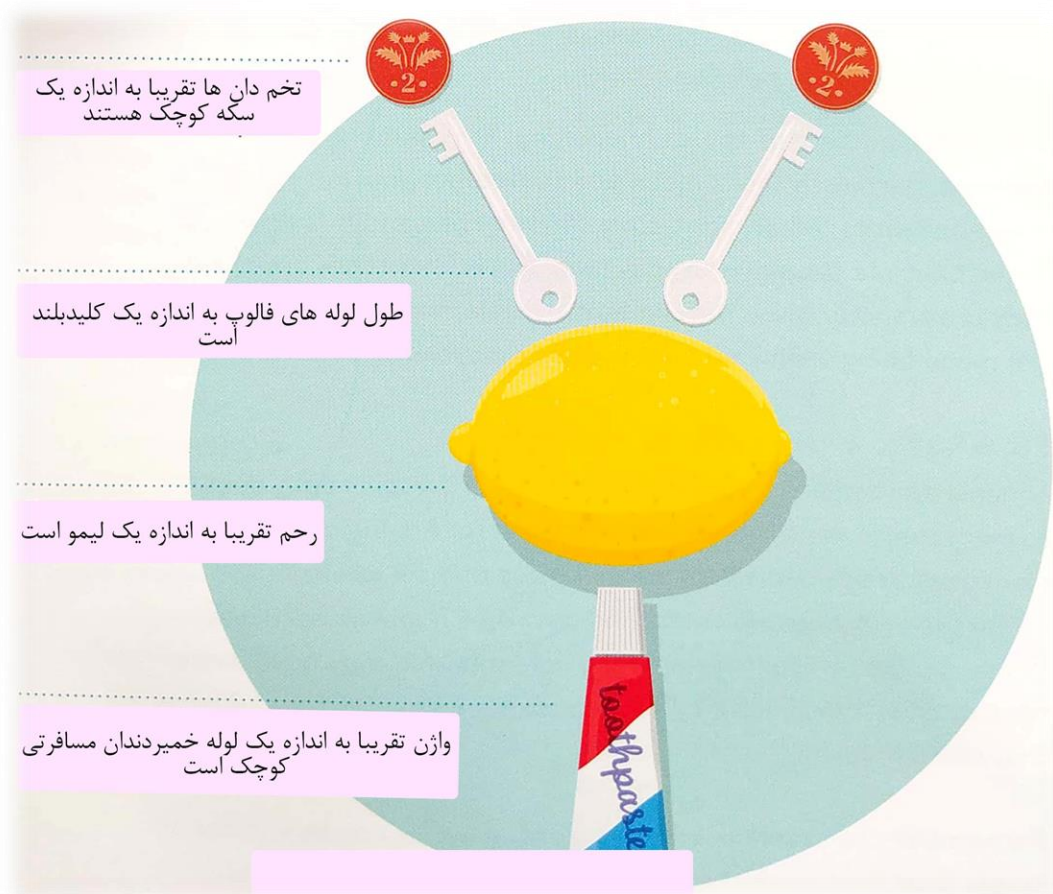 ·2·
·2·
تخم دان ها تقریبا به اندازه یک
سکه کوچک هستند
طول لوله های فالوپ به اندازه یک کلیدبلند
است
رحم تقریبا به اندازه یک لیمو است
واژن تقریبا به اندازه یک لوله خمیردندان مسافرتی
کوچک است
toothpaste